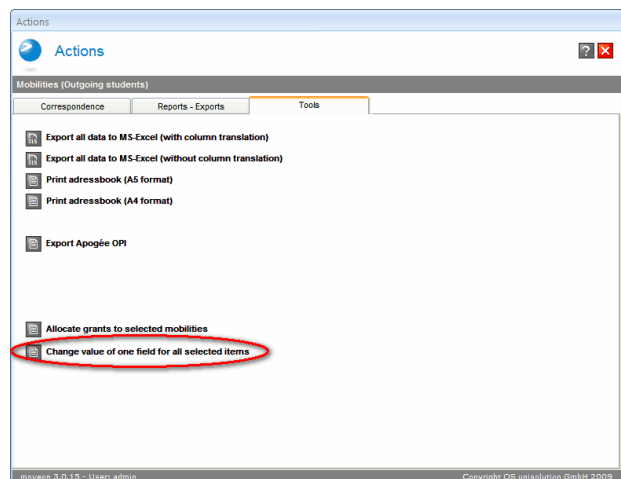 Actions
Actions
?
Mobilities (Outgoing students)
Correspondence Reports - Exports Tools
Export all data to MS-Excel (with column translation)
Export all data to MS-Excel (without column translation)
Print adressbook (A5 format)
Print adressbook (A4 format)
Export Apogée OPI
Allocate grants to selected mobilities
Change value of one field for all selected items
moveon 3.0.15 - User: admin Copyright QS unisolution GmbH 2009